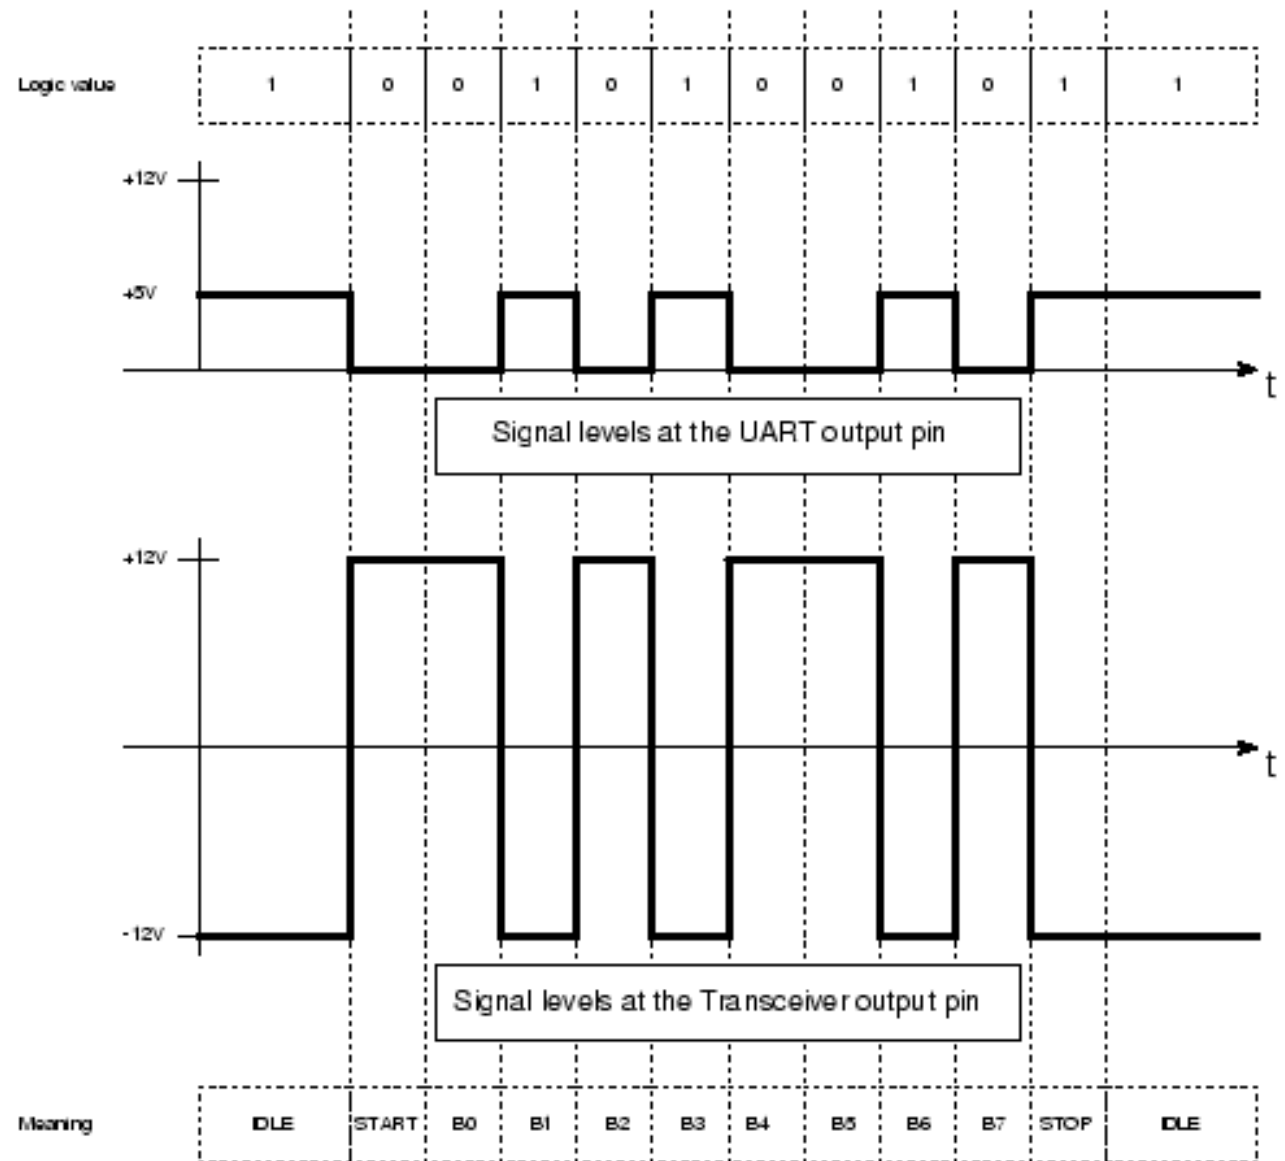 Logic value 1 0 0 1 0 1 0 0 1 0 1 1
+12V
+5V
t
Signal levels at the UART output pin
+12V
t
-12V
Signal levels at the Transceiver output pin
Meaning IDLE START B0 B1 B2 B3 B4 B5 B6 B7 STOP IDLE